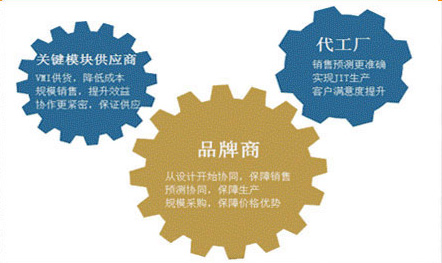 关键模块供应商
VMI供货，降低成本
规模销售，提升效益
协作更紧密，保证供应
代工厂
销售预测更准确
实现JIT生产
客户满意度提升
品牌商
从设计开始协同，保障销售
预测协同，保障生产
规模采购，保障价格优势